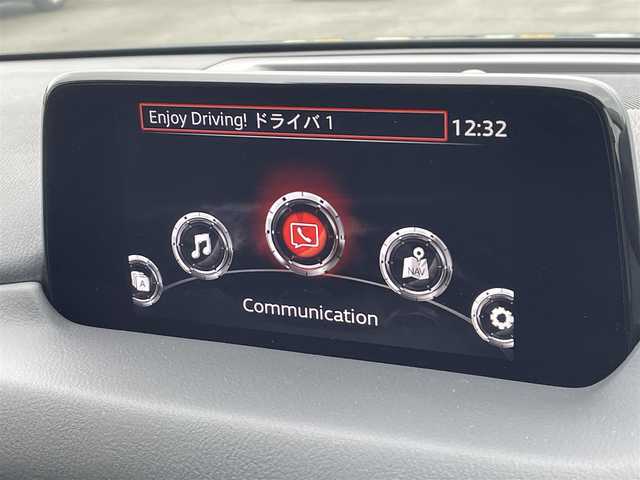 Enjoy Driving! ドライバ 1
12:32
A
NAV
Communication